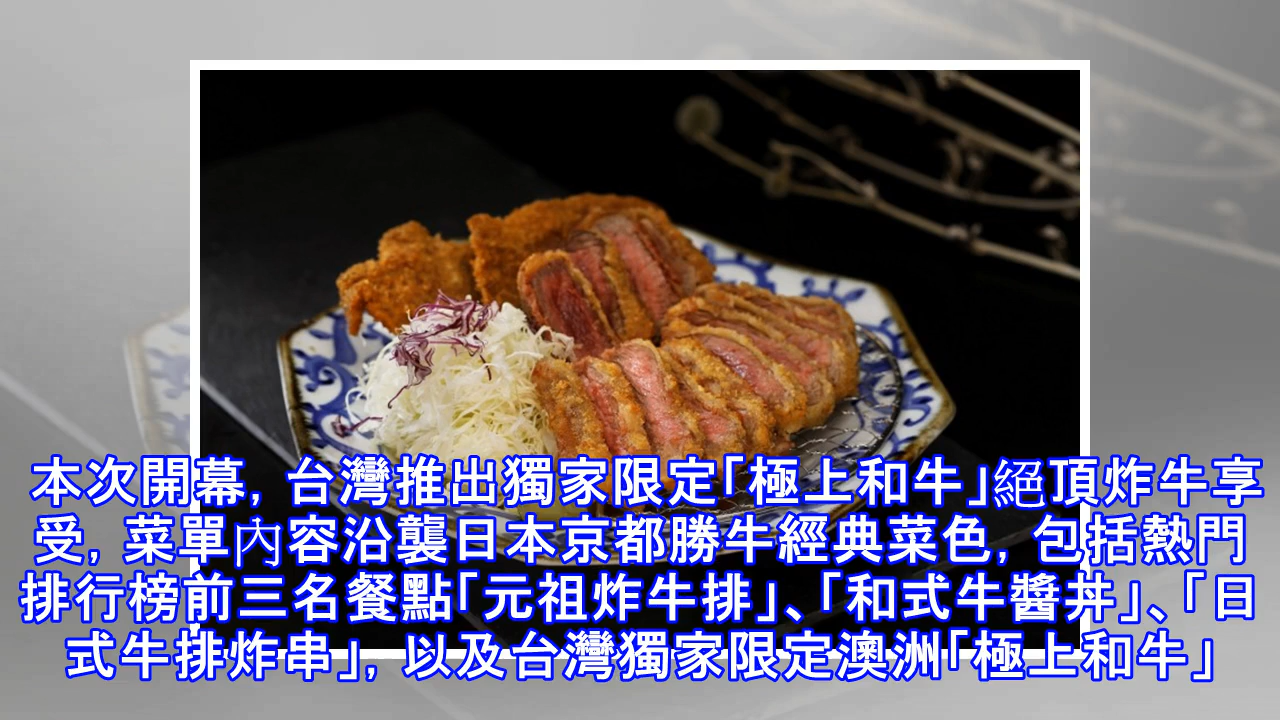 本次開幕, 台灣推出獨家限定「極上和牛」絕頂炸牛享
受, 菜單內容沿襲日本京都勝牛經典菜色, 包括熱門
排行榜前三名餐點「元祖炸牛排」、「和式牛醬丼」、「日
式牛排炸串」, 以及台灣獨家限定澳洲「極上和牛」